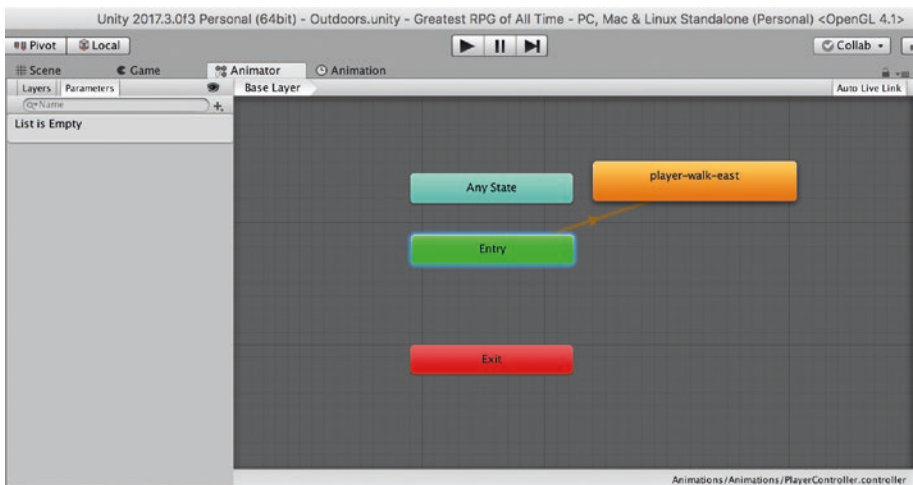 Unity 2017.3.0f3 Personal (64bit) - Outdoors.unity - Greatest RPG of All Time - PC, Mac & Linux Standalone (Personal) <OpenGL 4.1>
Pivot Local Collab
Scene Game Animator Animation
Layers Parameters Base Layer Auto Live Link
Name
List is Empty
player-walk-east
Any State
Entry
Exit
Animations/Animations/PlayerController.controller